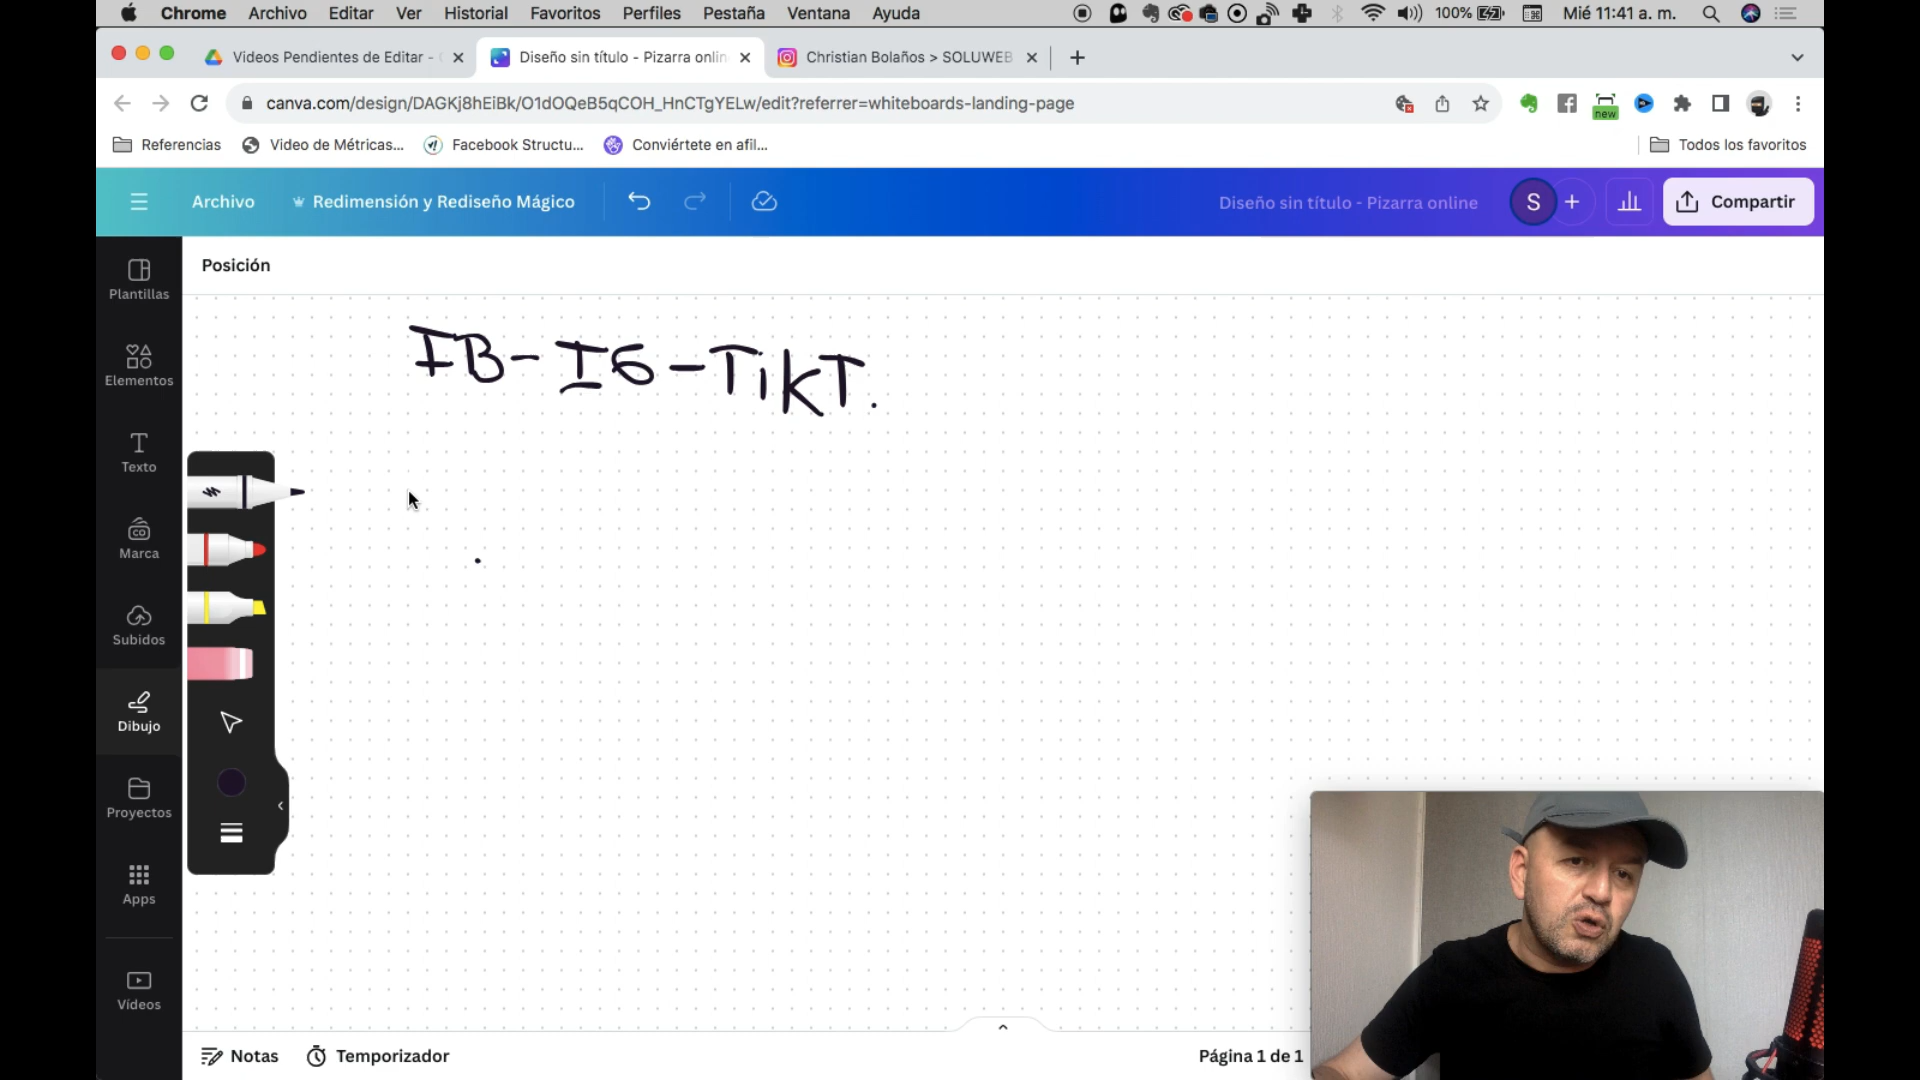 Chrome Archivo Editar Ver Historial Favoritos Perfiles Pestaña Ventana Ayuda 100% Mié 11:41 a. m.
Videos Pendientes de Editar - Diseño sin título - Pizarra onlin Christian Bolaños > SOLUWEB
canva.com/design/DAGKj8hEiBk/O1dOQeB5qCOH_HnCTgYELw/edit?referrer=whiteboards-landing-page new
Referencias Video de Métricas... Facebook Structu... Conviértete en afil... Todos los favoritos
Archivo Redimensión y Rediseño Mágico Diseño sin título - Pizarra online S + Compartir
Posición
Plantillas
Elementos
Texto
CO
Marca
Subidos
Dibujo
Proyectos
Apps
Vídeos
FB-IG-TikT.
Notas Temporizador Página 1 de 1